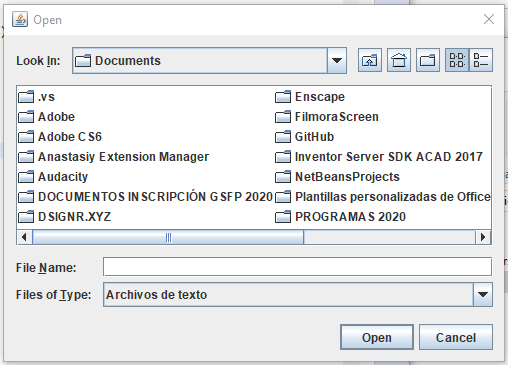 Open
Look In: Documents
.vs
Adobe
Adobe CS6
Anastasiy Extension Manager
Audacity
DOCUMENTOS INSCRIPCIÓN GSFP 2020
DSIGNR.XYZ
Enscape
FilmoraScreen
GitHub
Inventor Server SDK ACAD 2017
NetBeansProjects
Plantillas personalizadas de Office
PROGRAMAS 2020
File Name:
Files of Type: Archivos de texto
Open Cancel